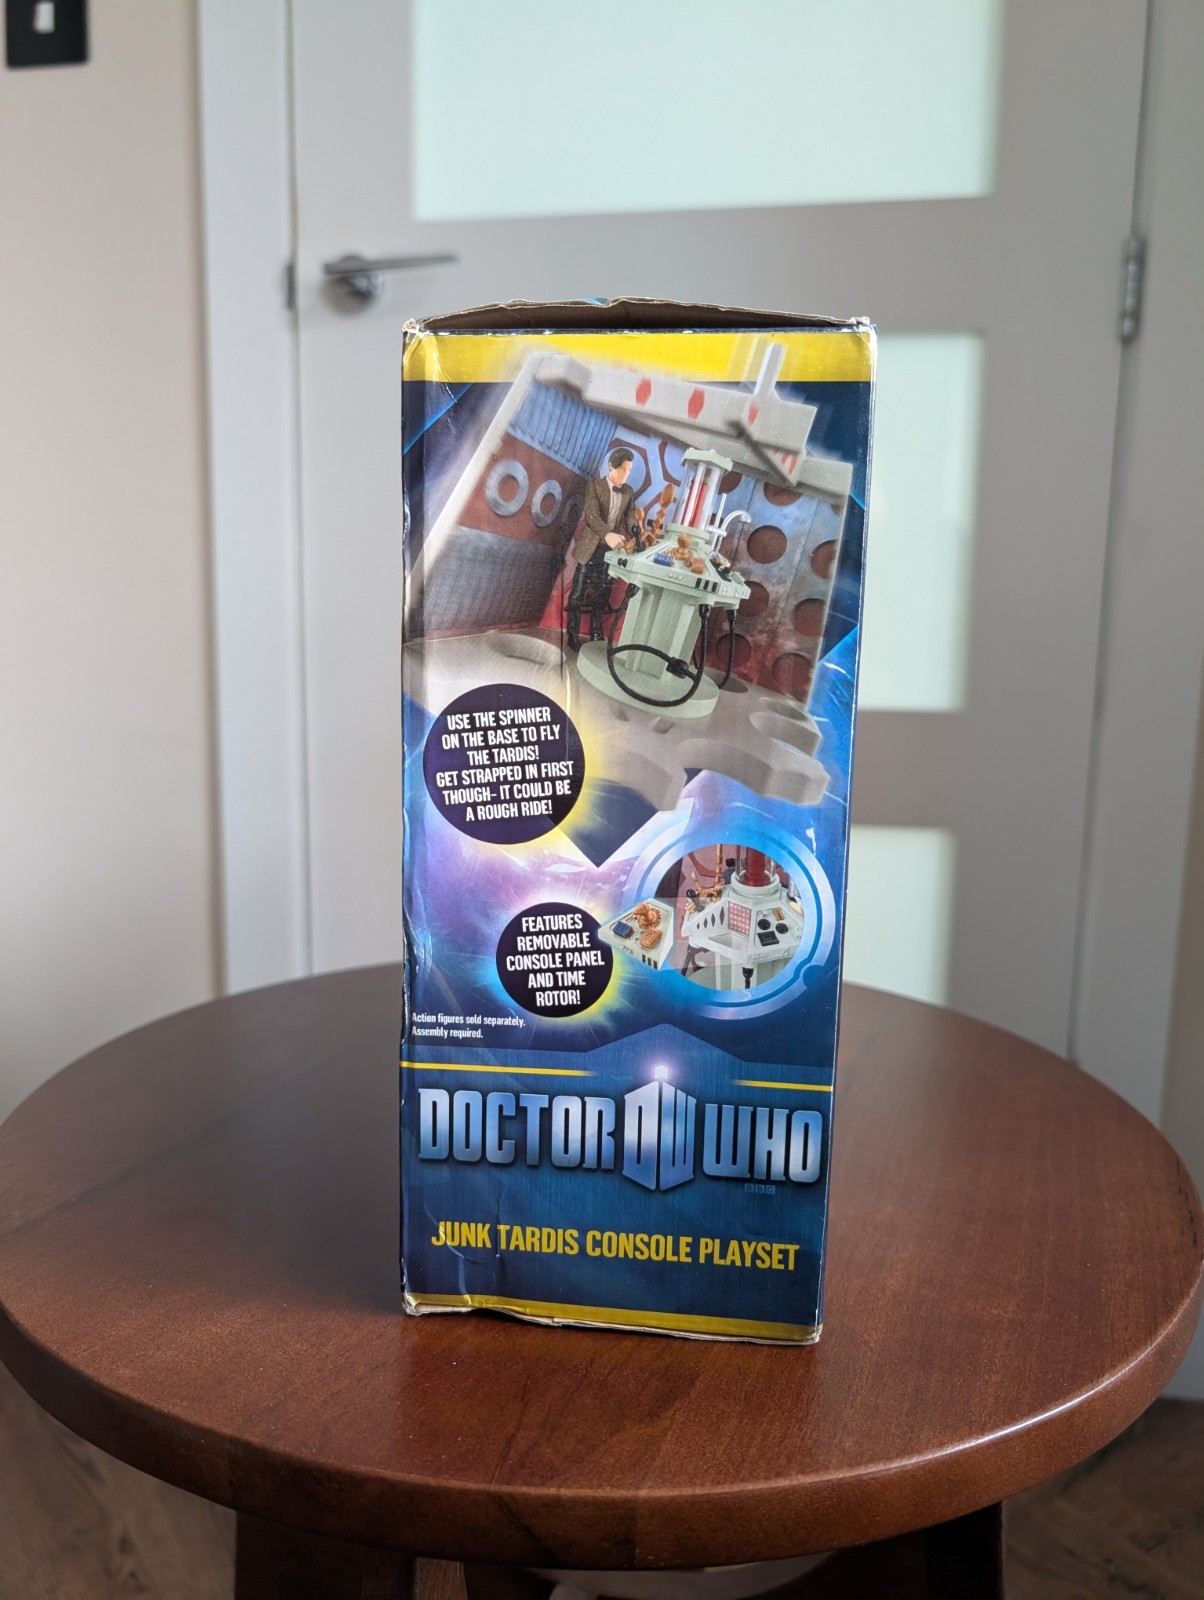 USE THE SPINNER
ON THE BASE TO FLY
THE TARDIS!
GET STRAPPED IN FIRST
THOUGH- IT COULD BE
A ROUGH RIDE!
FEATURES
REMOVABLE
CONSOLE PANEL
AND TIME
ROTOR!
Action figures sold separately.
Assembly required.
DOCTOR DW WHO
BBC
JUNK TARDIS CONSOLE PLAYSET